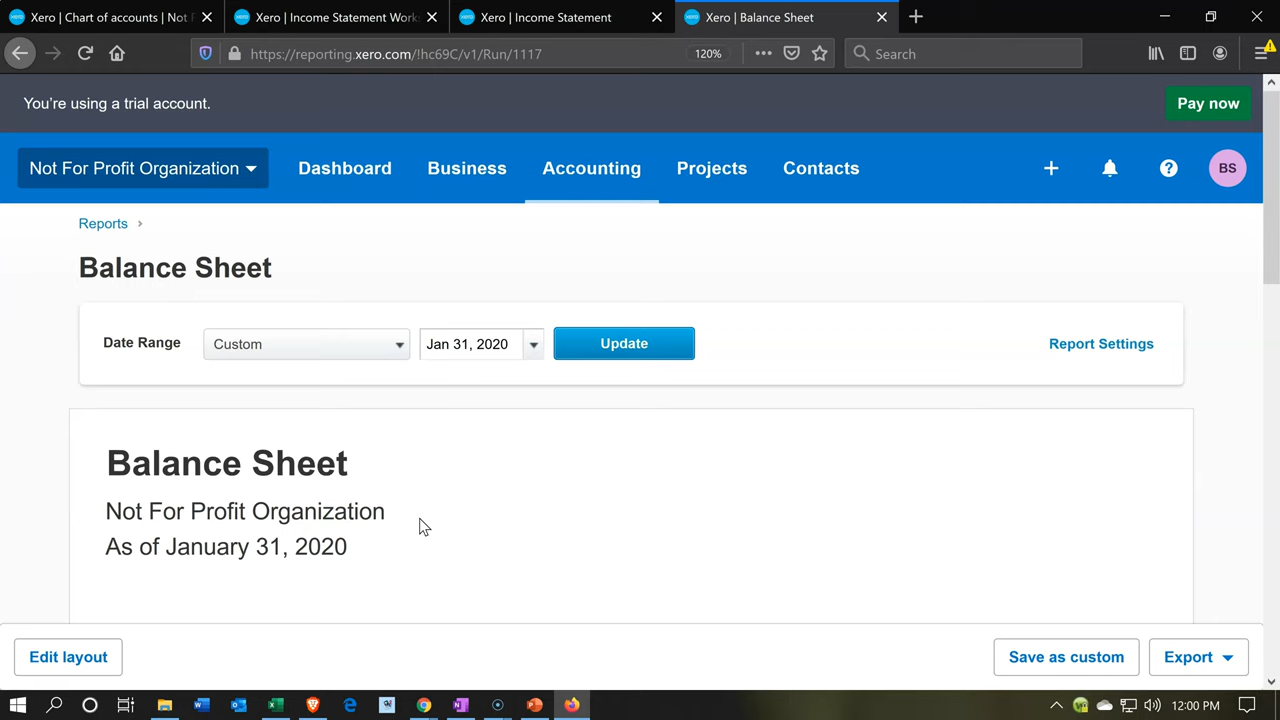 Xero | Chart of accounts | Not F
Xero | Income Statement Works
Xero | Income Statement
Xero | Balance Sheet
https://reporting.xero.com/!hc69C/v1/Run/1117
120%
Search
You're using a trial account.
Pay now
Not For Profit Organization
Dashboard
Business
Accounting
Projects
Contacts
BS
Reports
Balance Sheet
Date Range
Custom
Jan 31, 2020
Update
Report Settings
Balance Sheet
Not For Profit Organization
As of January 31, 2020
Edit layout
Save as custom
Export
12:00 PM